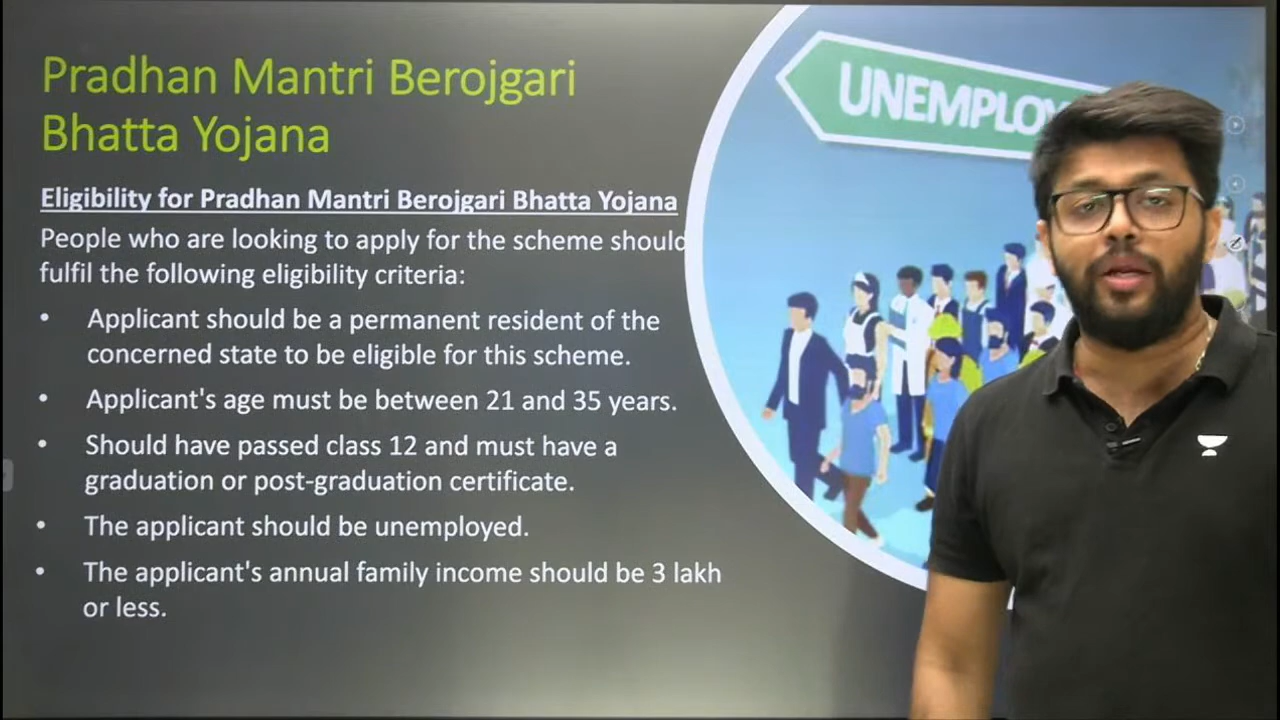 Pradhan Mantri Berojgari
Bhatta Yojana
Eligibility for Pradhan Mantri Berojgari Bhatta Yojana
People who are looking to apply for the scheme should
fulfil the following eligibility criteria:
• Applicant should be a permanent resident of the
concerned state to be eligible for this scheme.
• Applicant's age must be between 21 and 35 years.
• Should have passed class 12 and must have a
graduation or post-graduation certificate.
• The applicant should be unemployed.
• The applicant's annual family income should be 3 lakh
or less.
UNEMPLOY